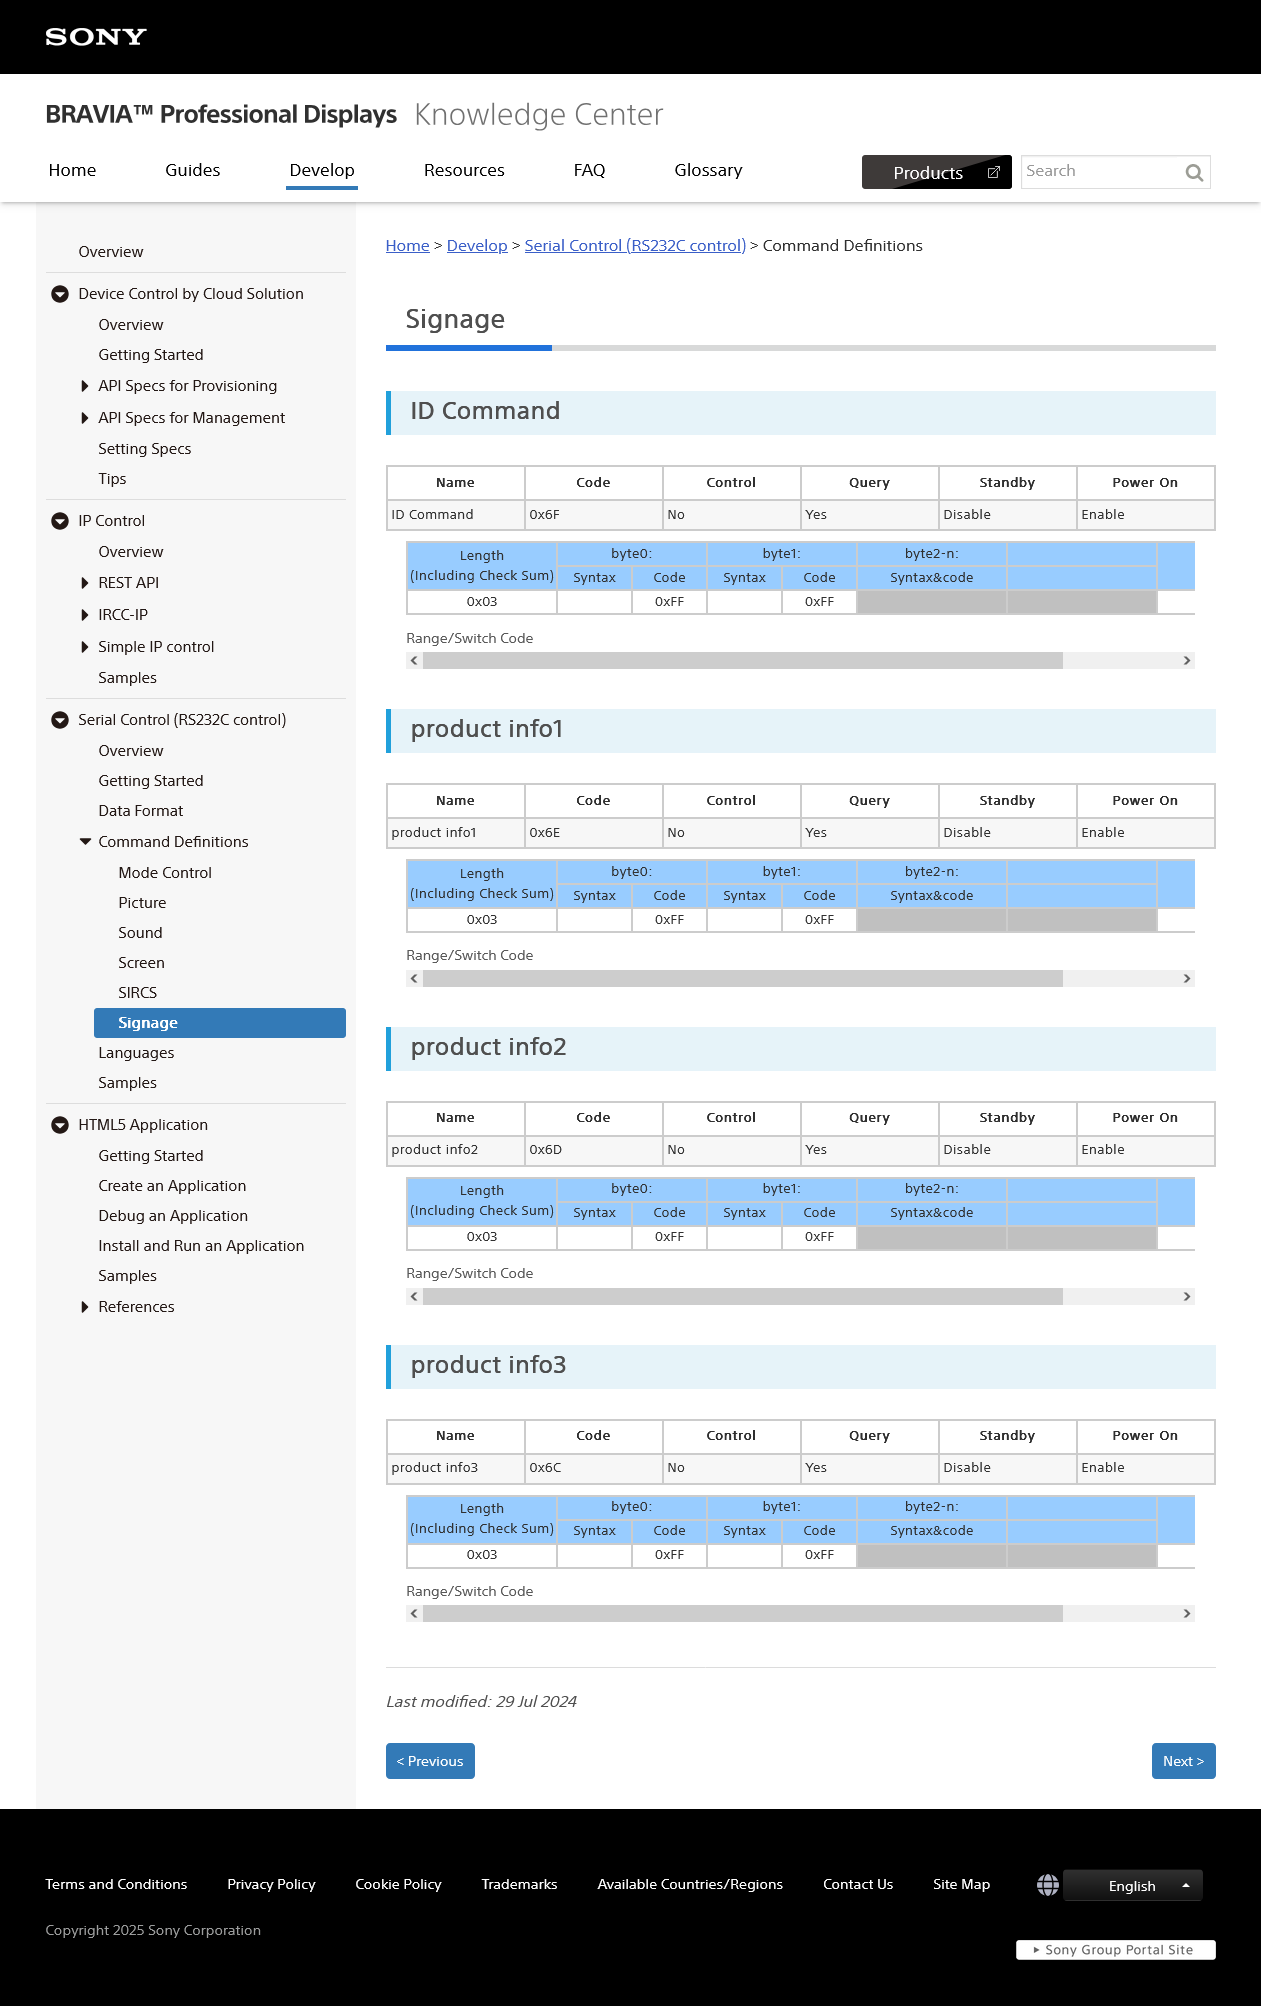 SONY
BRAVIA™ Professional Displays Knowledge Center
Home Guides Develop Resources FAQ Glossary Products Search
Overview
Device Control by Cloud Solution
Overview
Getting Started
API Specs for Provisioning
API Specs for Management
Setting Specs
Tips
IP Control
Overview
REST API
IRCC-IP
Simple IP control
Samples
Serial Control (RS232C control)
Overview
Getting Started
Data Format
Command Definitions
Mode Control
Picture
Sound
Screen
SIRCS
Signage
Languages
Samples
HTML5 Application
Getting Started
Create an Application
Debug an Application
Install and Run an Application
Samples
References
Home > Develop > Serial Control (RS232C control) > Command Definitions
Signage
ID Command
Name Code Control Query Standby Power On
ID Command 0x6F No Yes Disable Enable
Length byte0: byte1: byte2-n:
(Including Check Sum) Syntax Code Syntax Code Syntax&code
0x03 0xFF 0xFF
Range/Switch Code
product info1
Name Code Control Query Standby Power On
product info1 0x6E No Yes Disable Enable
Length byte0: byte1: byte2-n:
(Including Check Sum) Syntax Code Syntax Code Syntax&code
0x03 0xFF 0xFF
Range/Switch Code
product info2
Name Code Control Query Standby Power On
product info2 0x6D No Yes Disable Enable
Length byte0: byte1: byte2-n:
(Including Check Sum) Syntax Code Syntax Code Syntax&code
0x03 0xFF 0xFF
Range/Switch Code
product info3
Name Code Control Query Standby Power On
product info3 0x6C No Yes Disable Enable
Length byte0: byte1: byte2-n:
(Including Check Sum) Syntax Code Syntax Code Syntax&code
0x03 0xFF 0xFF
Range/Switch Code
Last modified: 29 Jul 2024
< Previous Next >
Terms and Conditions Privacy Policy Cookie Policy Trademarks Available Countries/Regions Contact Us Site Map English
Copyright 2025 Sony Corporation
Sony Group Portal Site